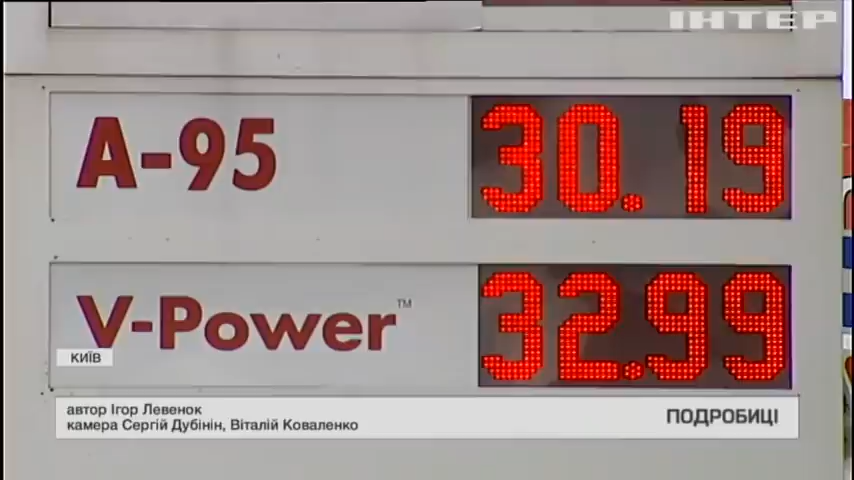 ІНТЕР
А-95 30.19
V-Power™ 32.99
КИЇВ
автор Ігор Левенок
камера Сергій Дубінін, Віталій Коваленко
ПОДРОБИЦІ